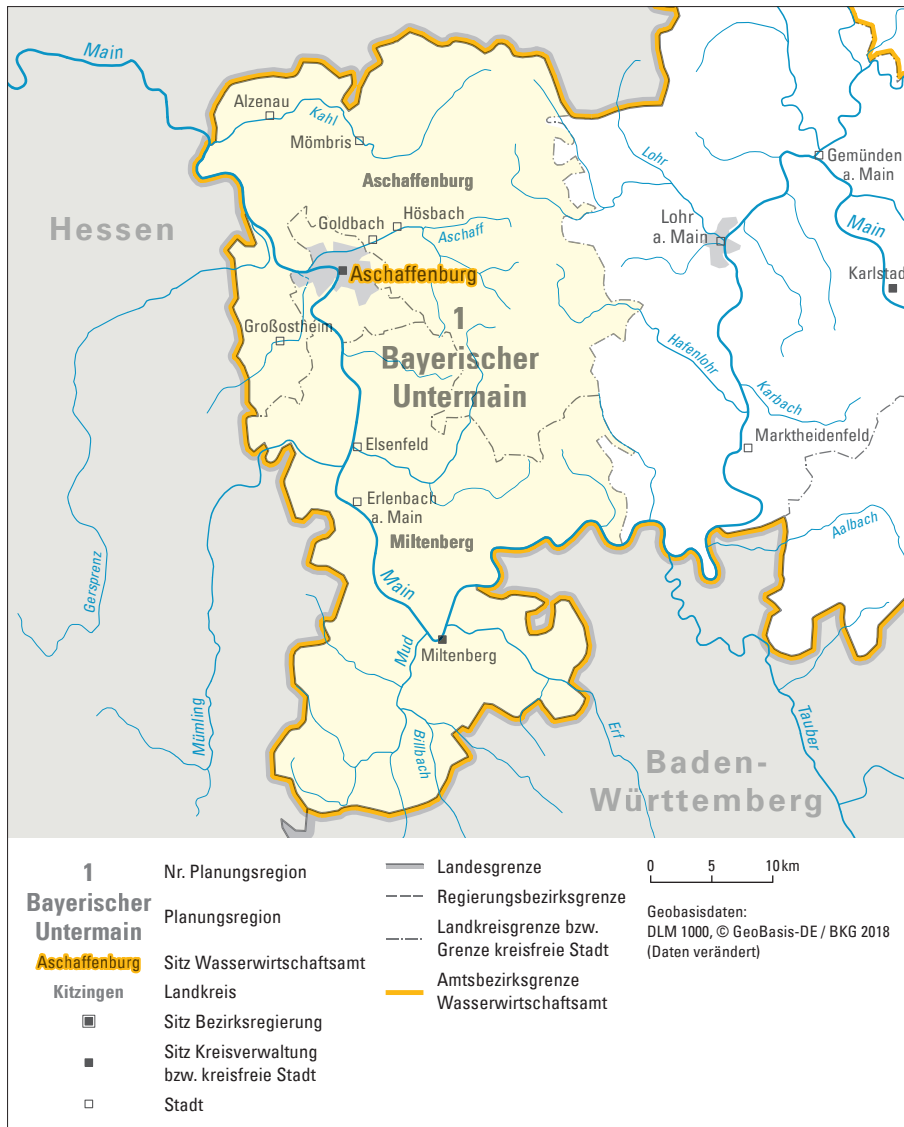 Main
Alzenau
Kahl
Mömbris
Lohr
Gemünden
a. Main
Aschaffenburg
Hessen
Goldbach
Hösbach
Aschaff
Lohr
a. Main
Main
Aschaffenburg
Karlstad
Großostheim
1
Bayerischer
Untermain
Hafenlohr
Karbach
Marktheidenfeld
Elsenfeld
Erlenbach
a. Main
Miltenberg
Aalbach
Gersprenz
Main
Mud
Miltenberg
Mümling
Billbach
Erf
Tauber
Baden-
Württemberg
1
Nr. Planungsregion
Bayerischer
Untermain
Planungsregion
Aschaffenburg
Sitz Wasserwirtschaftsamt
Kitzingen
Landkreis
Sitz Bezirksregierung
Sitz Kreisverwaltung
bzw. kreisfreie Stadt
Stadt
Landesgrenze
Regierungsbezirksgrenze
Landkreisgrenze bzw.
Grenze kreisfreie Stadt
Amtsbezirksgrenze
Wasserwirtschaftsamt
0 5 10 km
Geobasisdaten:
DLM 1000, © GeoBasis-DE / BKG 2018
(Daten verändert)